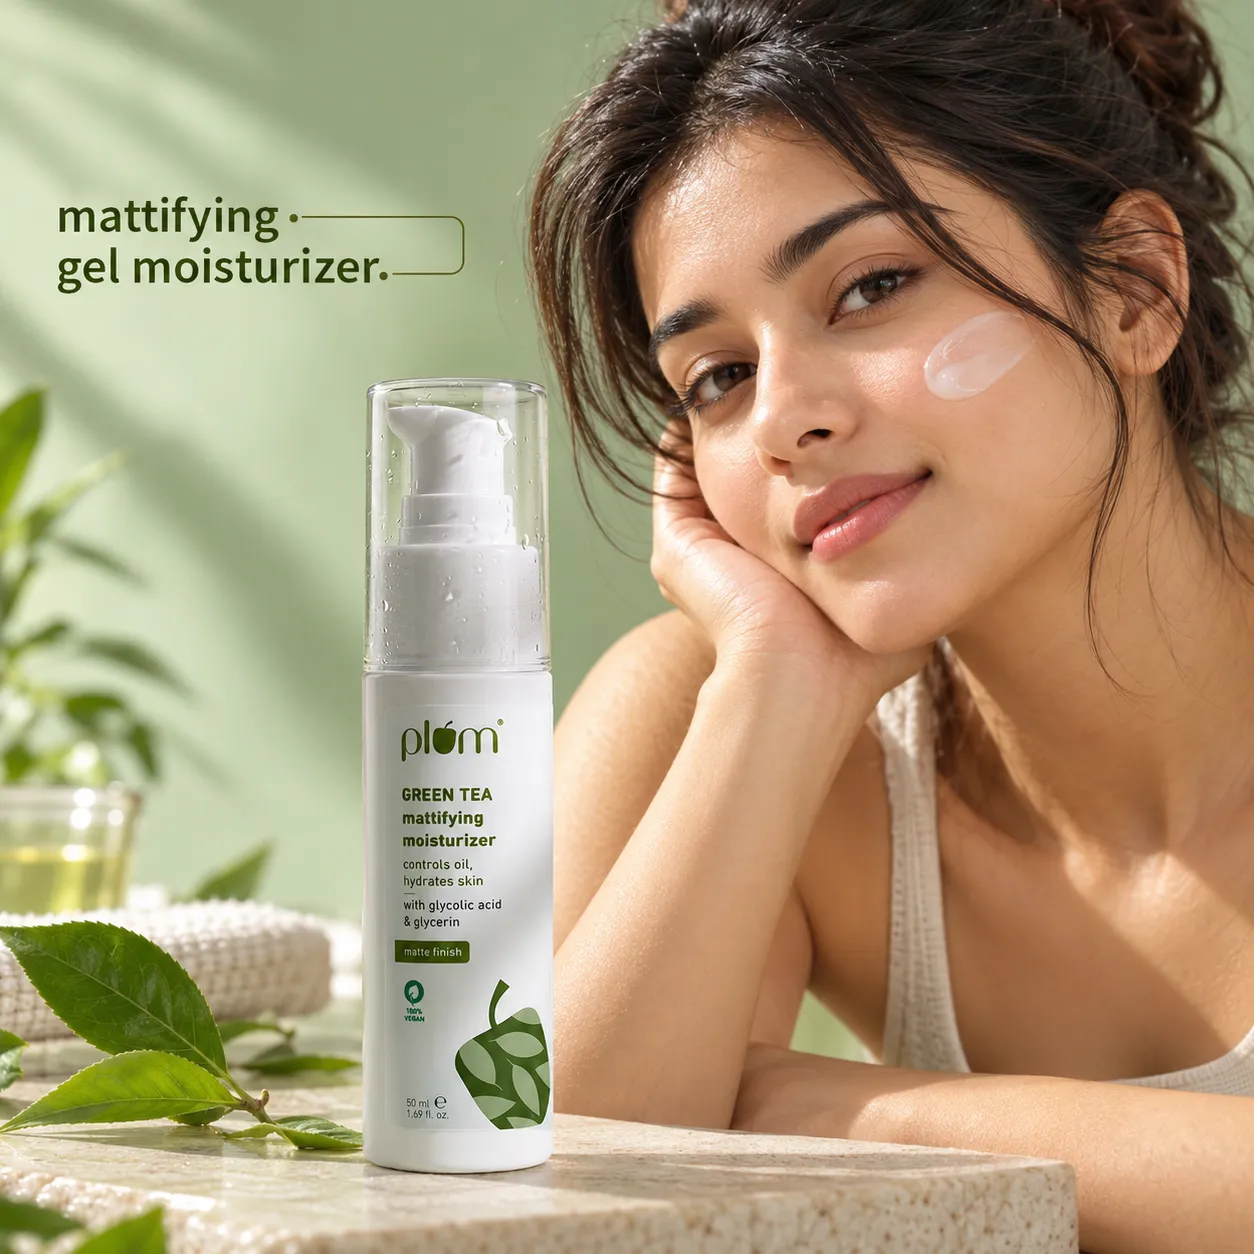 mattifying
gel moisturizer.
plum
GREEN TEA
mattifying
moisturizer
controls oil,
hydrates skin
with glycolic acid
& glycerin
matte finish
100%
VEGAN
50 ml ℮
1.69 fl. oz.